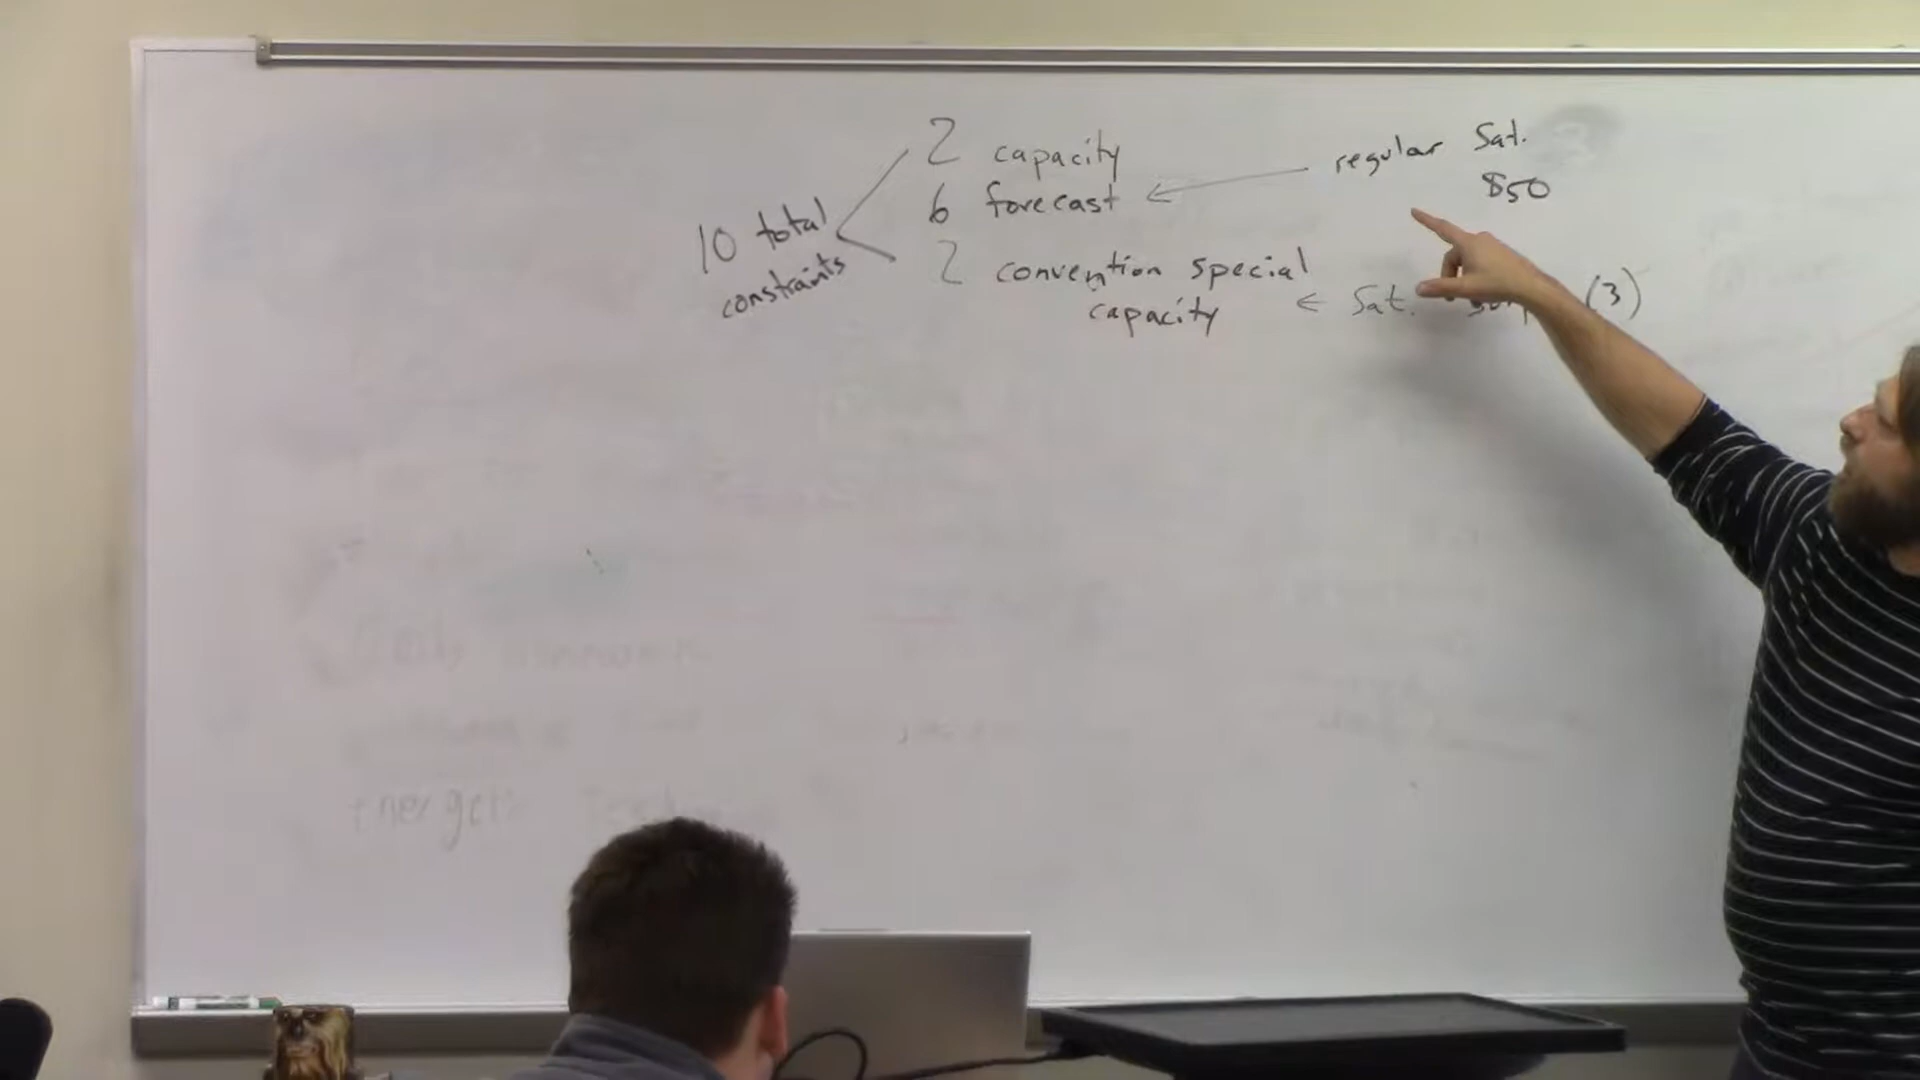 2 capacity
regular Sat.
850
6 forecast
10 total
constraints
2 convention special
capacity
← Sat. (3)